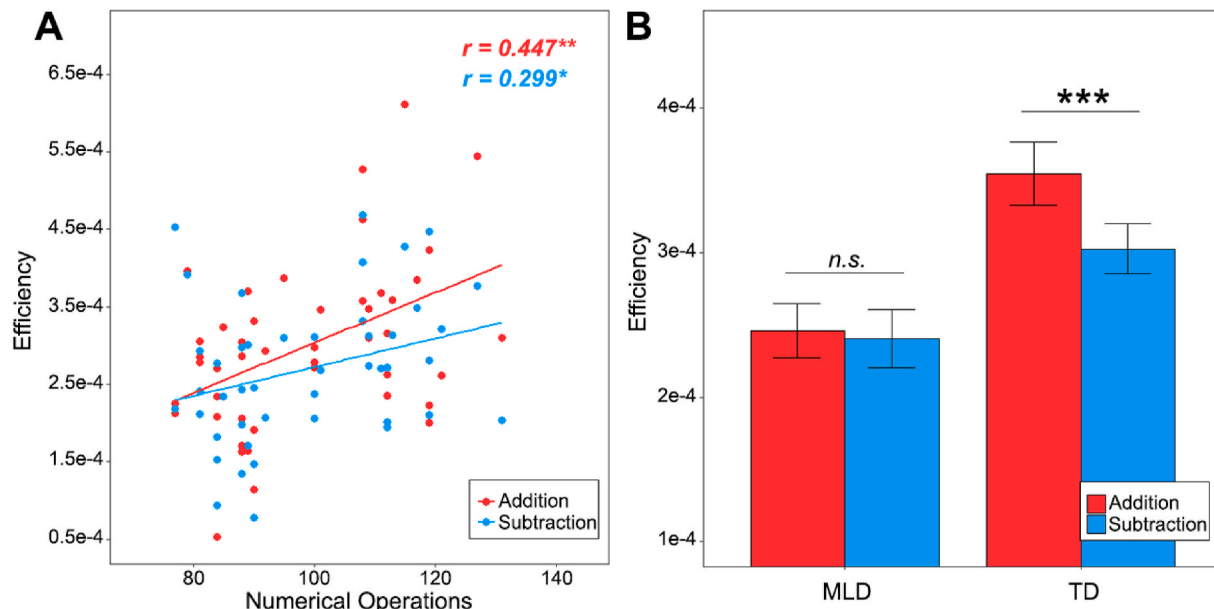 A
r = 0.447**
r = 0.299*
Efficiency
6.5e-4
5.5e-4
4.5e-4
3.5e-4
2.5e-4
1.5e-4
0.5e-4
80 100 120 140
Numerical Operations
Addition
Subtraction
B
Efficiency
4e-4
3e-4
2e-4
1e-4
n.s.
***
MLD TD
Addition
Subtraction